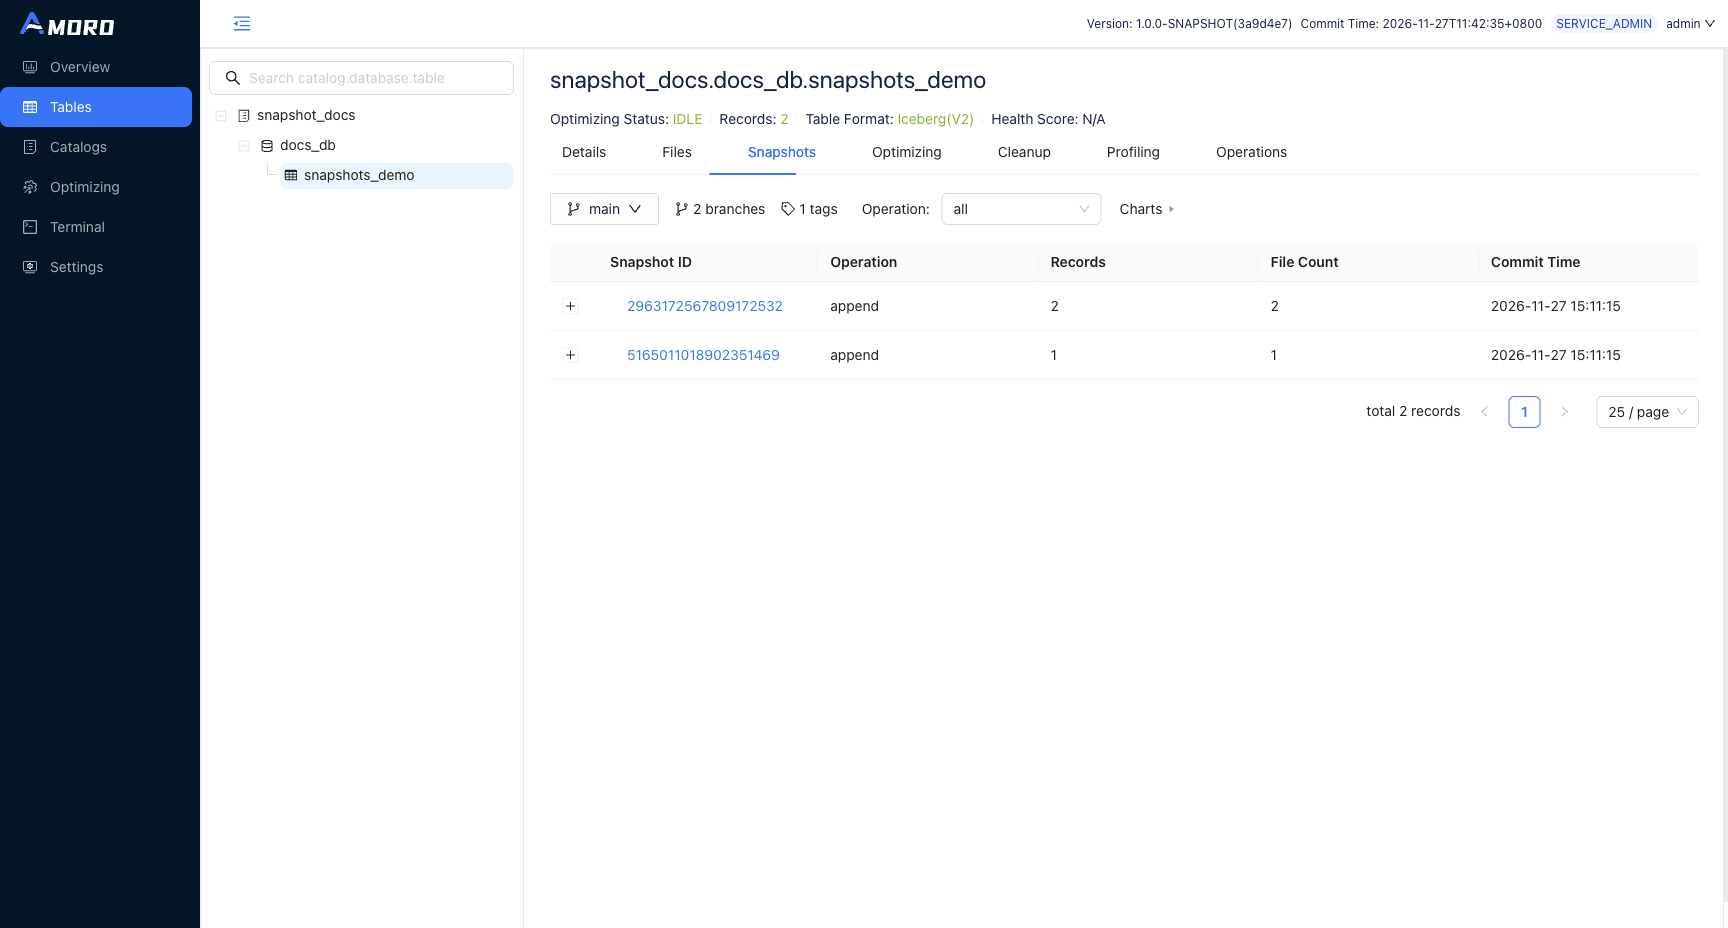 AMORO
Version: 1.0.0-SNAPSHOT(3a9d4e7) Commit Time: 2026-11-27T11:42:35+0800 SERVICE_ADMIN admin
Overview
Tables
Catalogs
Optimizing
Terminal
Settings
Search catalog.database.table
snapshot_docs
docs_db
snapshots_demo
snapshot_docs.docs_db.snapshots_demo
Optimizing Status: IDLE Records: 2 Table Format: Iceberg(V2) Health Score: N/A
Details Files Snapshots Optimizing Cleanup Profiling Operations
main 2 branches 1 tags Operation: all Charts
Snapshot ID Operation Records File Count Commit Time
2963172567809172532 append 2 2 2026-11-27 15:11:15
5165011018902351469 append 1 1 2026-11-27 15:11:15
total 2 records 1 25 / page